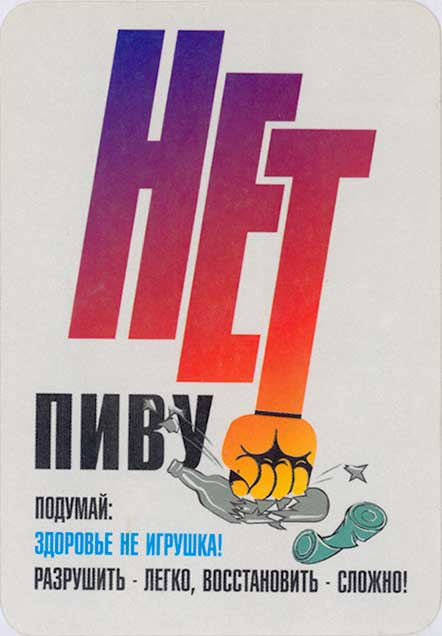 НЕТ
ПИВУ
ПОДУМАЙ:
ЗДОРОВЬЕ НЕ ИГРУШКА!
РАЗРУШИТЬ - ЛЕГКО, ВОССТАНОВИТЬ - СЛОЖНО!